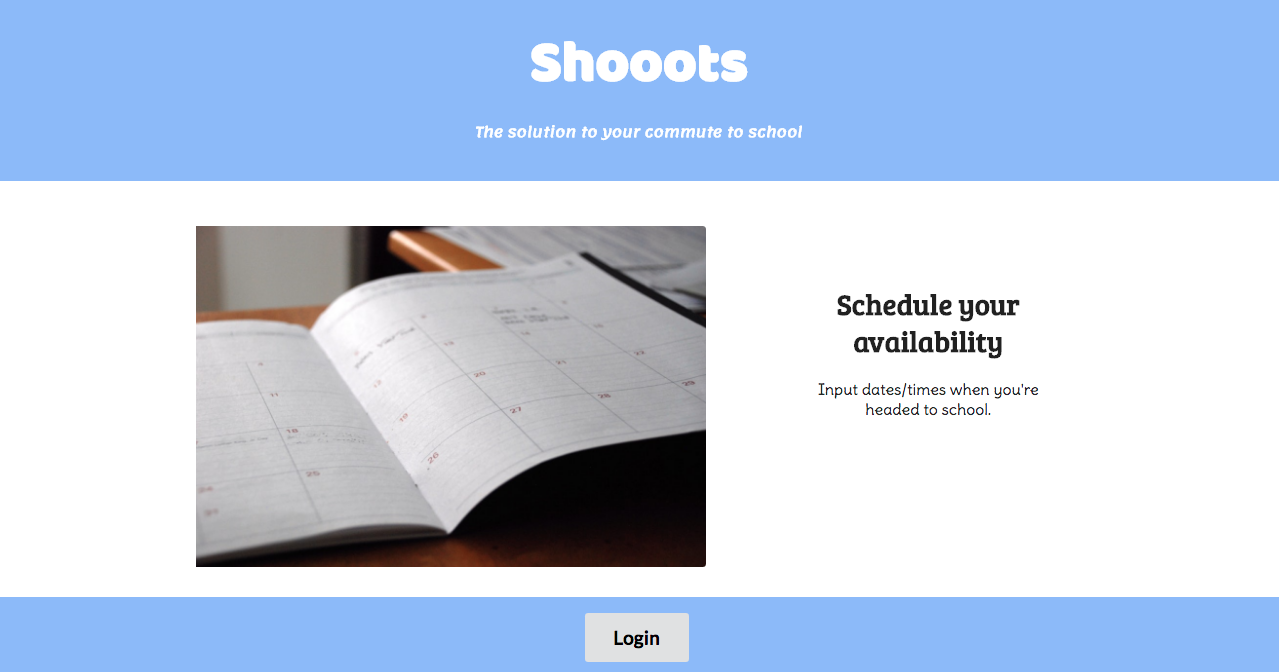 Shooots
The solution to your commute to school
Schedule your
availability
Input dates/times when you're
headed to school.
Login